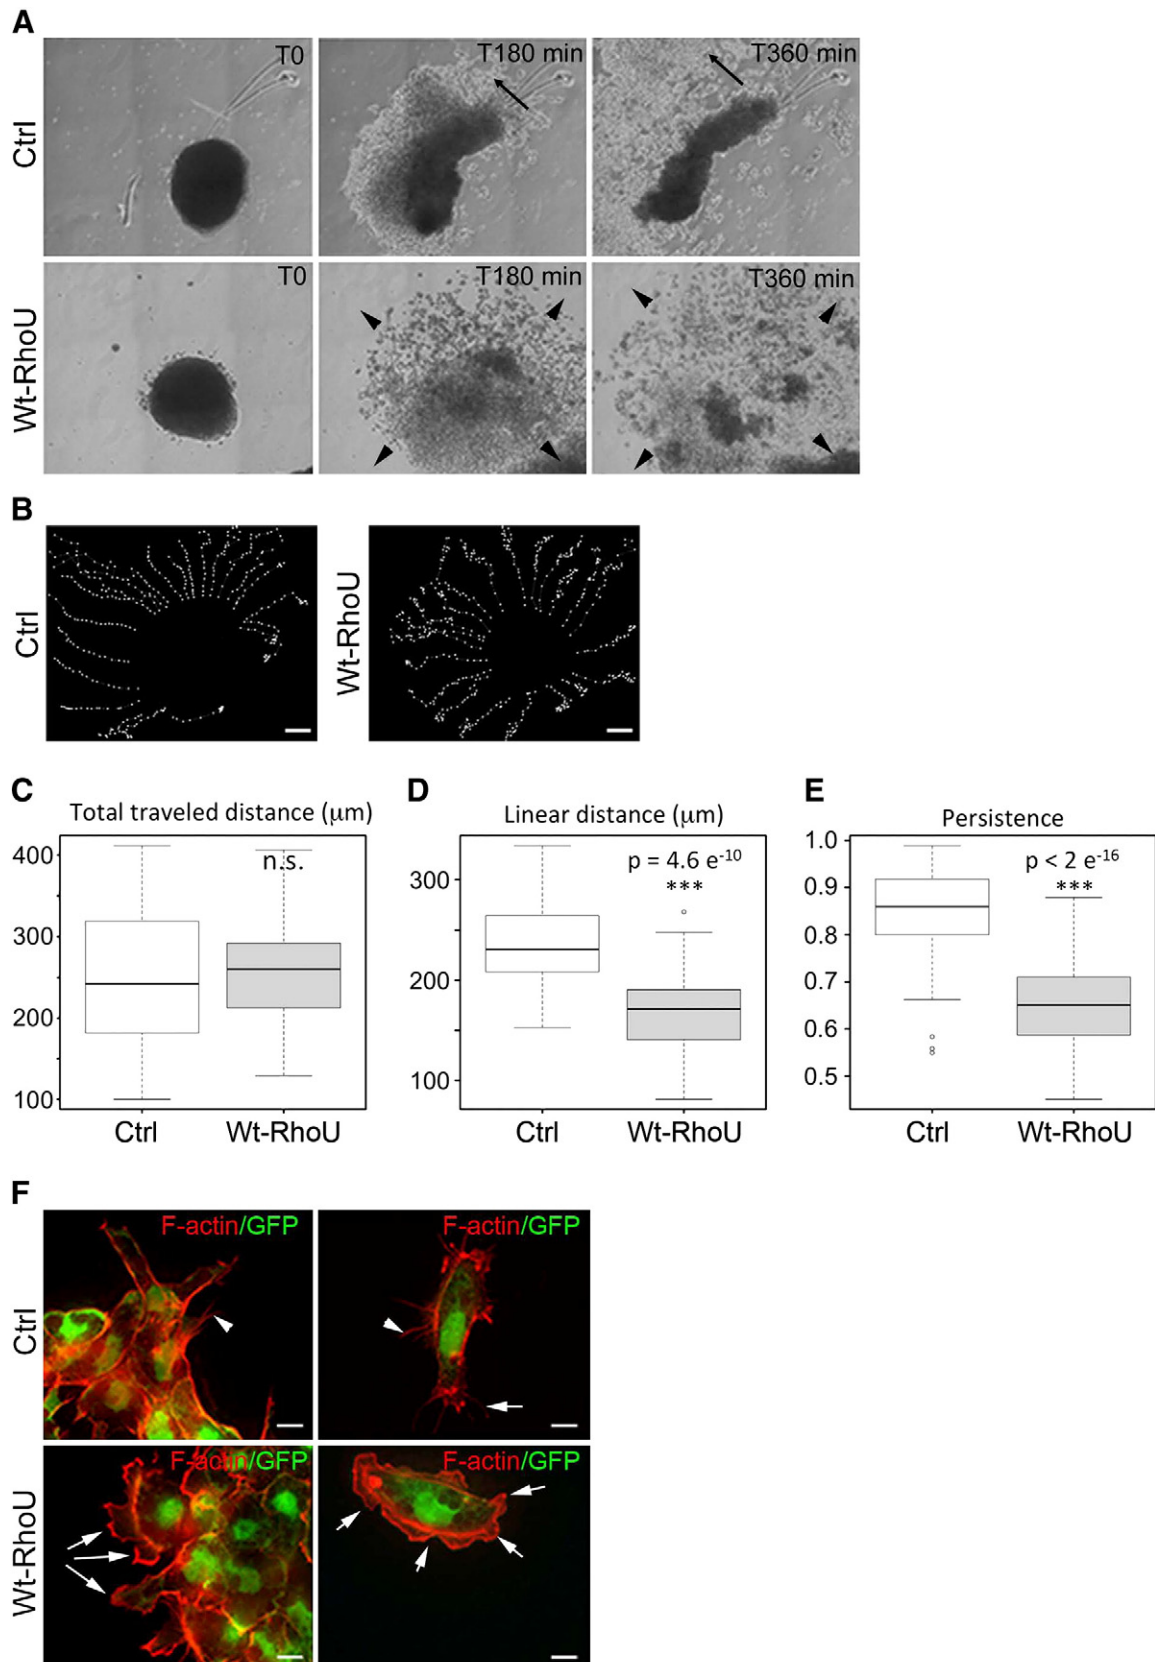 A
Ctrl
T0
T180 min
T360 min
Wt-RhoU
T0
T180 min
T360 min
B
Ctrl
Wt-RhoU
C
Total traveled distance (μm)
n.s.
400
300
200
100
Ctrl
Wt-RhoU
D
Linear distance (μm)
p = 4.6 e-10
***
300
200
100
Ctrl
Wt-RhoU
E
Persistence
p < 2 e-16
***
1.0
0.9
0.8
0.7
0.6
0.5
Ctrl
Wt-RhoU
F
Ctrl
F-actin/GFP
F-actin/GFP
Wt-RhoU
F-actin/GFP
F-actin/GFP